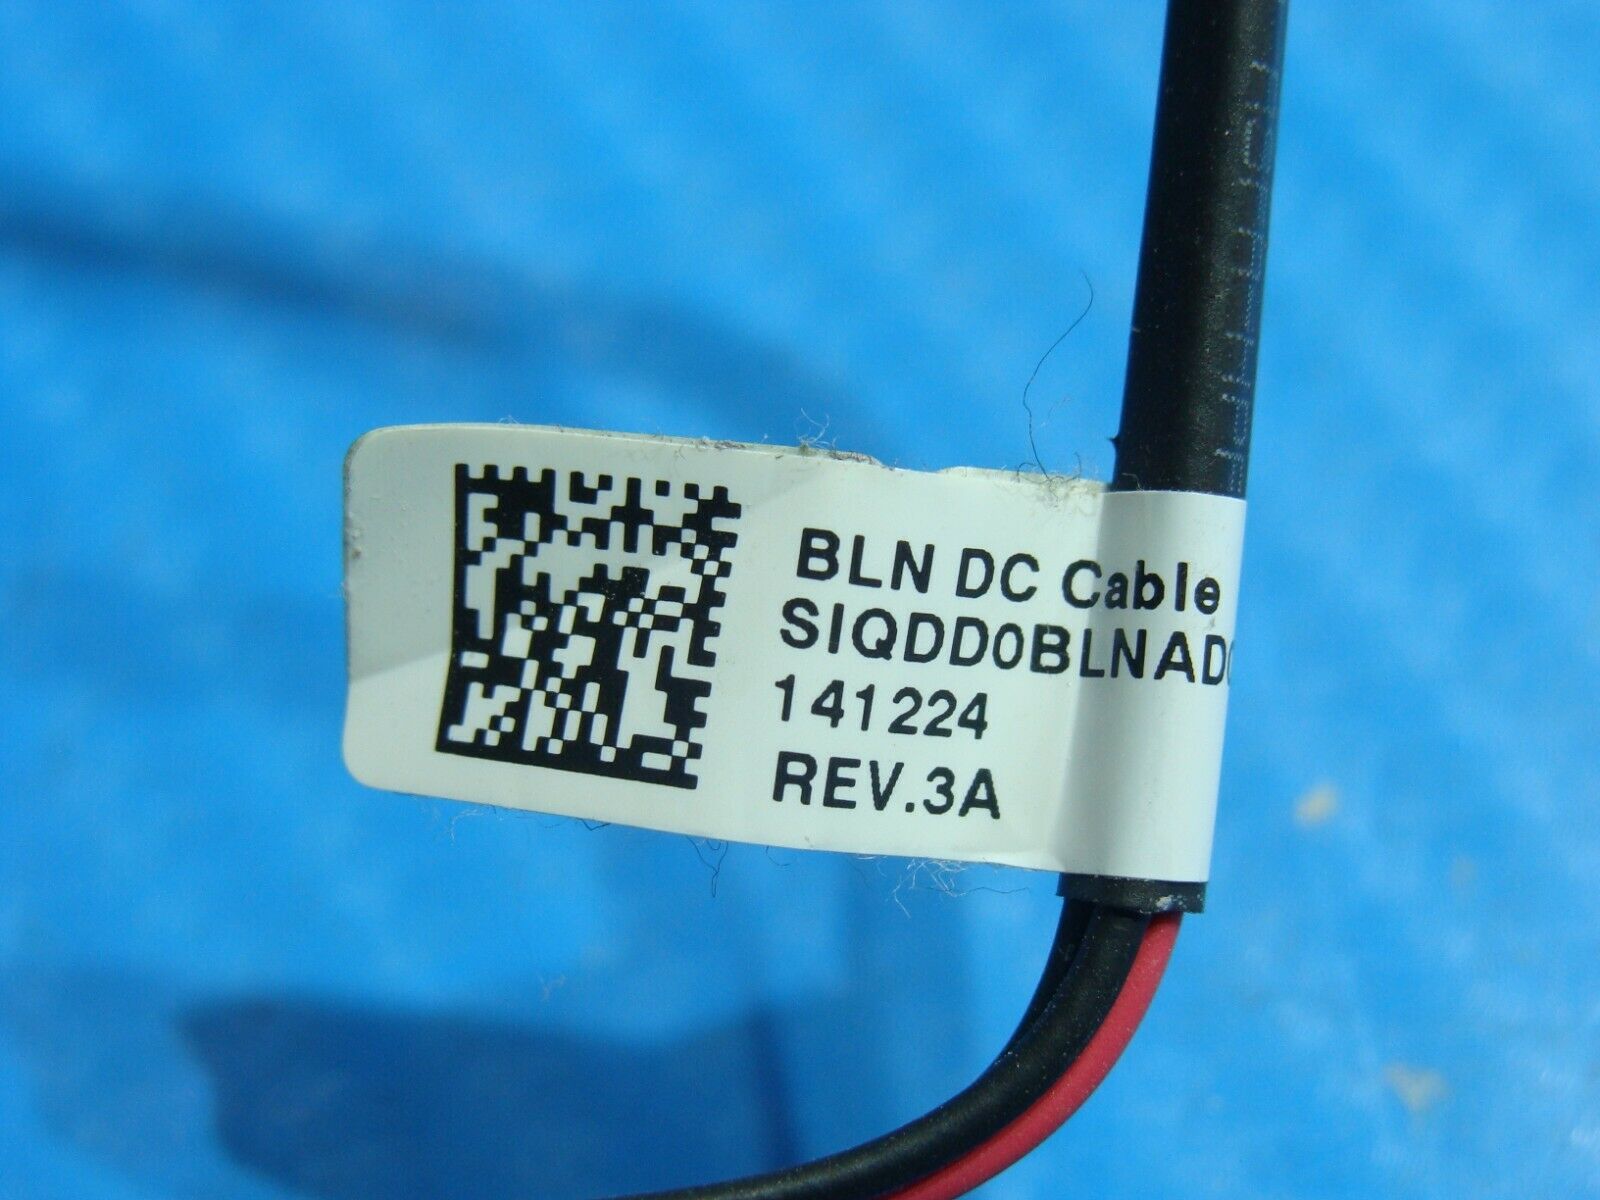 BLN DC Cable
SIQDD0BLNAD
141224
REV.3A